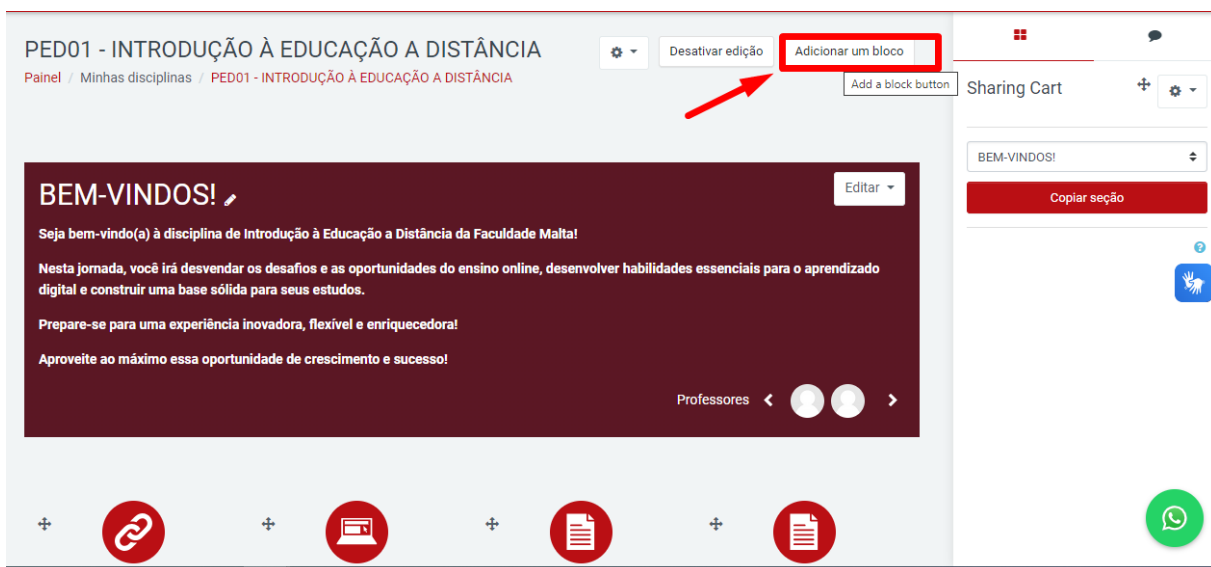 PED01 - INTRODUÇÃO À EDUCAÇÃO A DISTÂNCIA
Desativar edição
Adicionar um bloco
Painel / Minhas disciplinas / PED01 - INTRODUÇÃO À EDUCAÇÃO A DISTÂNCIA
Add a block button
Sharing Cart
BEM-VINDOS!
Copiar seção
BEM-VINDOS!
Editar
Seja bem-vindo(a) à disciplina de Introdução à Educação a Distância da Faculdade Malta!
Nesta jornada, você irá desvendar os desafios e as oportunidades do ensino online, desenvolver habilidades essenciais para o aprendizado
digital e construir uma base sólida para seus estudos.
Prepare-se para uma experiência inovadora, flexível e enriquecedora!
Aproveite ao máximo essa oportunidade de crescimento e sucesso!
Professores